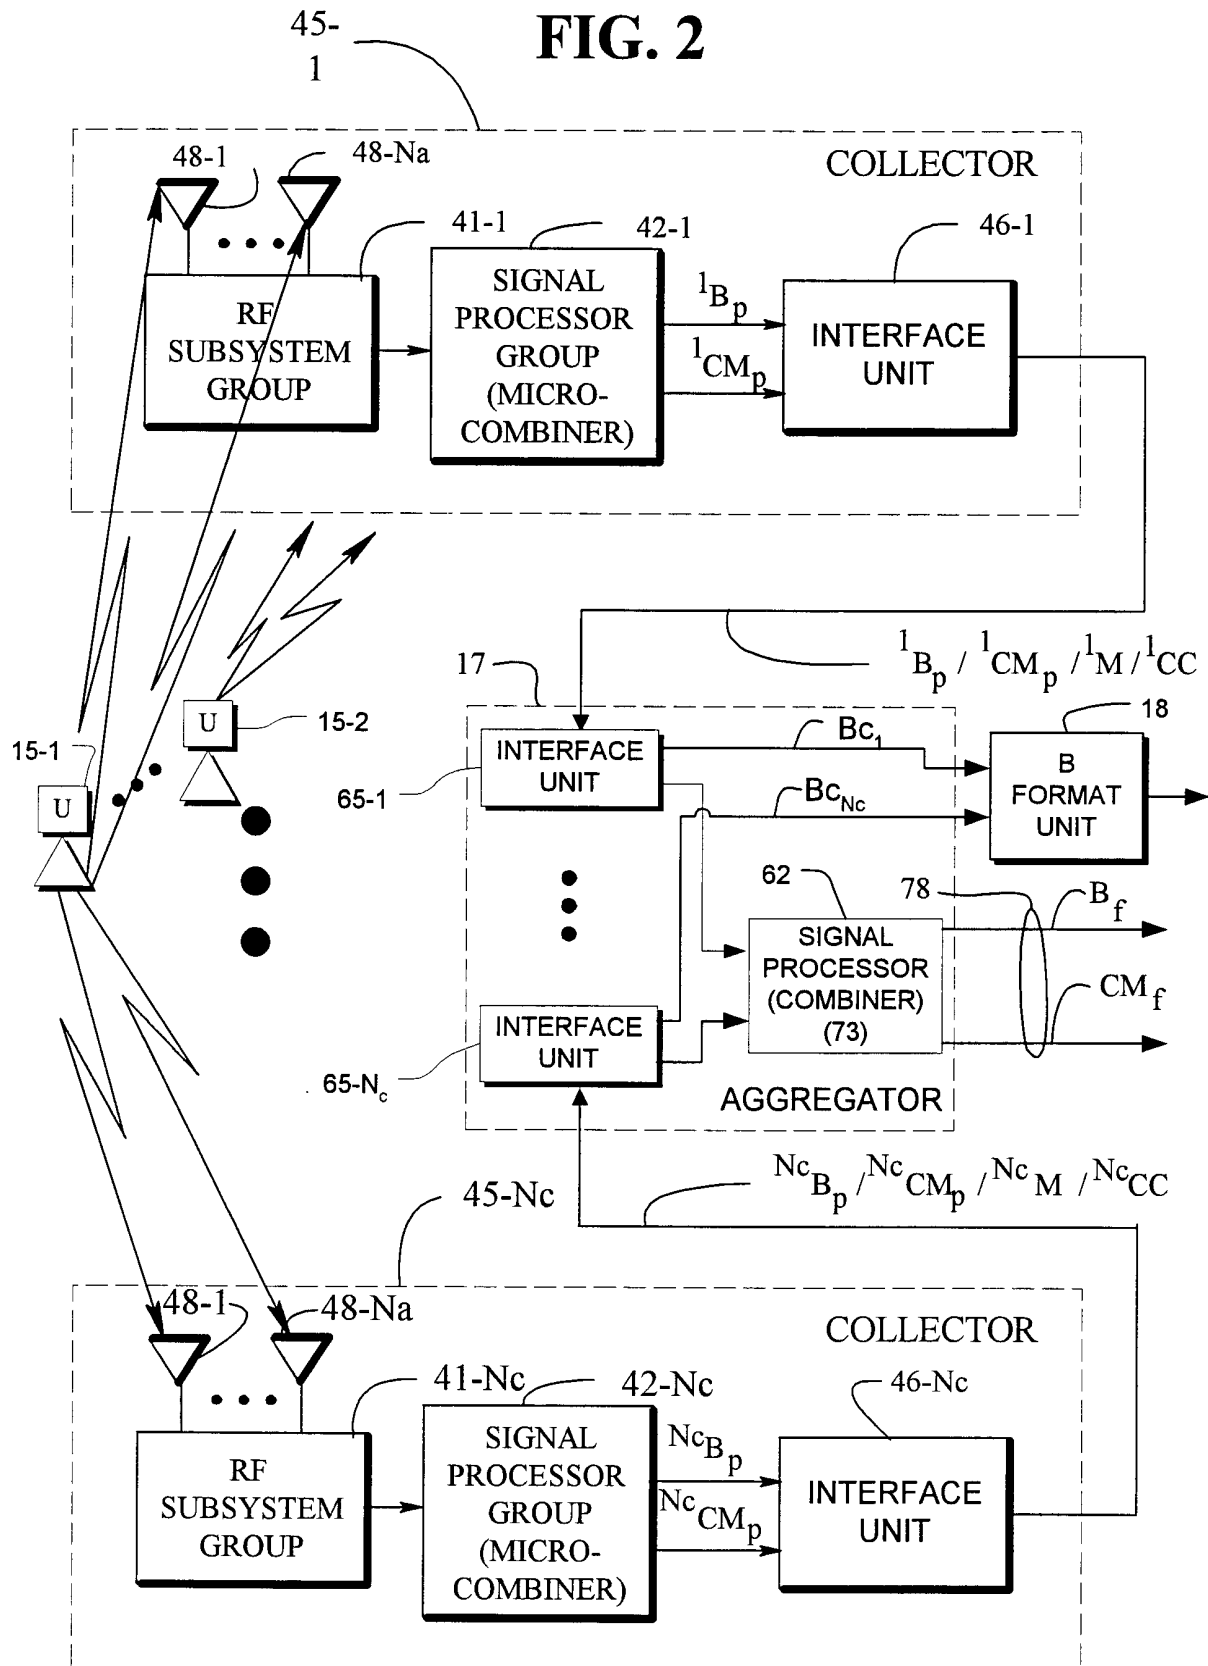 FIG. 2
45-
1
48-1
48-Na
COLLECTOR
41-1
42-1
46-1
RF
SUBSYSTEM
GROUP
SIGNAL
PROCESSOR
GROUP
(MICRO-
COMBINER)
1Bp
1CMp
INTERFACE
UNIT
1Bp / 1CMp / 1M / 1CC
17
18
U
15-2
15-1
U
INTERFACE
UNIT
65-1
Bc1
BcNc
B
FORMAT
UNIT
62
78
Bf
SIGNAL
PROCESSOR
(COMBINER)
(73)
CMf
INTERFACE
UNIT
65-Nc
AGGREGATOR
NcBp / NcCMp / NcM / NcCC
45-Nc
48-1
48-Na
COLLECTOR
41-Nc
42-Nc
46-Nc
RF
SUBSYSTEM
GROUP
SIGNAL
PROCESSOR
GROUP
(MICRO-
COMBINER)
NcBp
NcCMp
INTERFACE
UNIT